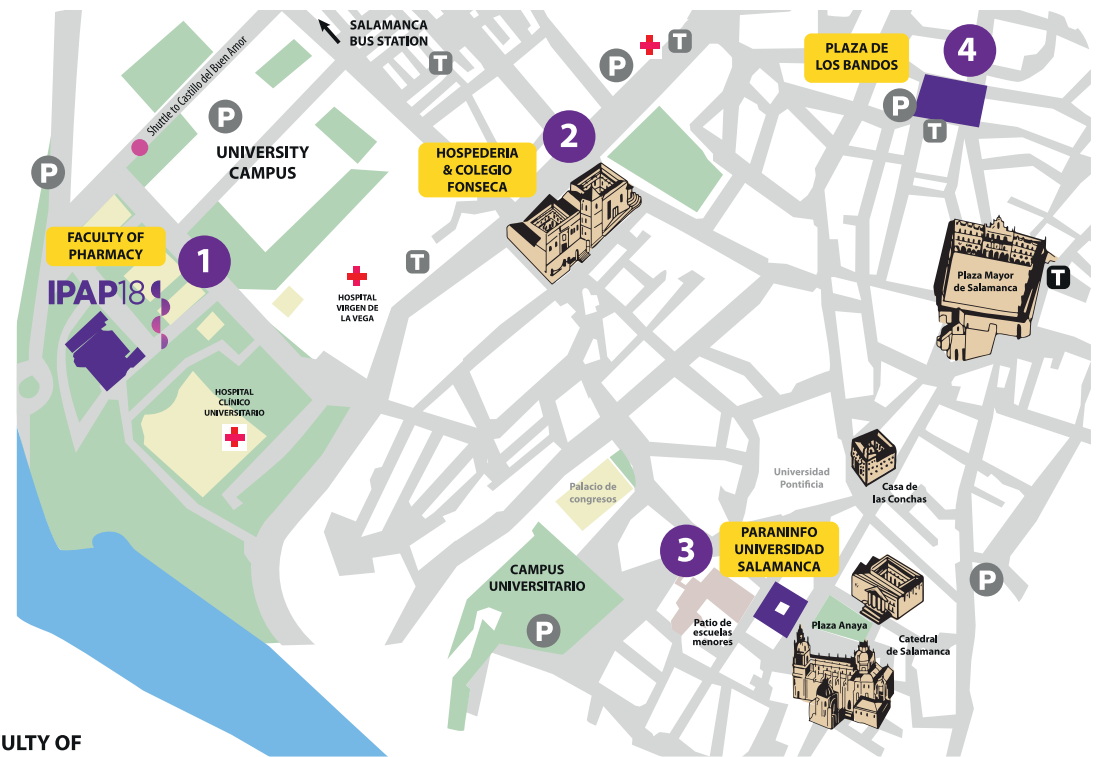 SALAMANCA
BUS STATION
T
P
T
PLAZA DE
LOS BANDOS
4
P
T
Shuttle to Castillo del Buen Amor
P
P
UNIVERSITY
CAMPUS
2
HOSPEDERIA
& COLEGIO
FONSECA
FACULTY OF
PHARMACY
1
IPAP18
T
HOSPITAL
VIRGEN DE
LA VEGA
Plaza Mayor
de Salamanca
T
HOSPITAL
CLÍNICO
UNIVERSITARIO
Palacio de
congresos
Universidad
Pontificia
Casa de
las Conchas
3
PARANINFO
UNIVERSIDAD
SALAMANCA
CAMPUS
UNIVERSITARIO
P
P
Patio de
escuelas
menores
Plaza Anaya
Catedral
de Salamanca
ULTY OF